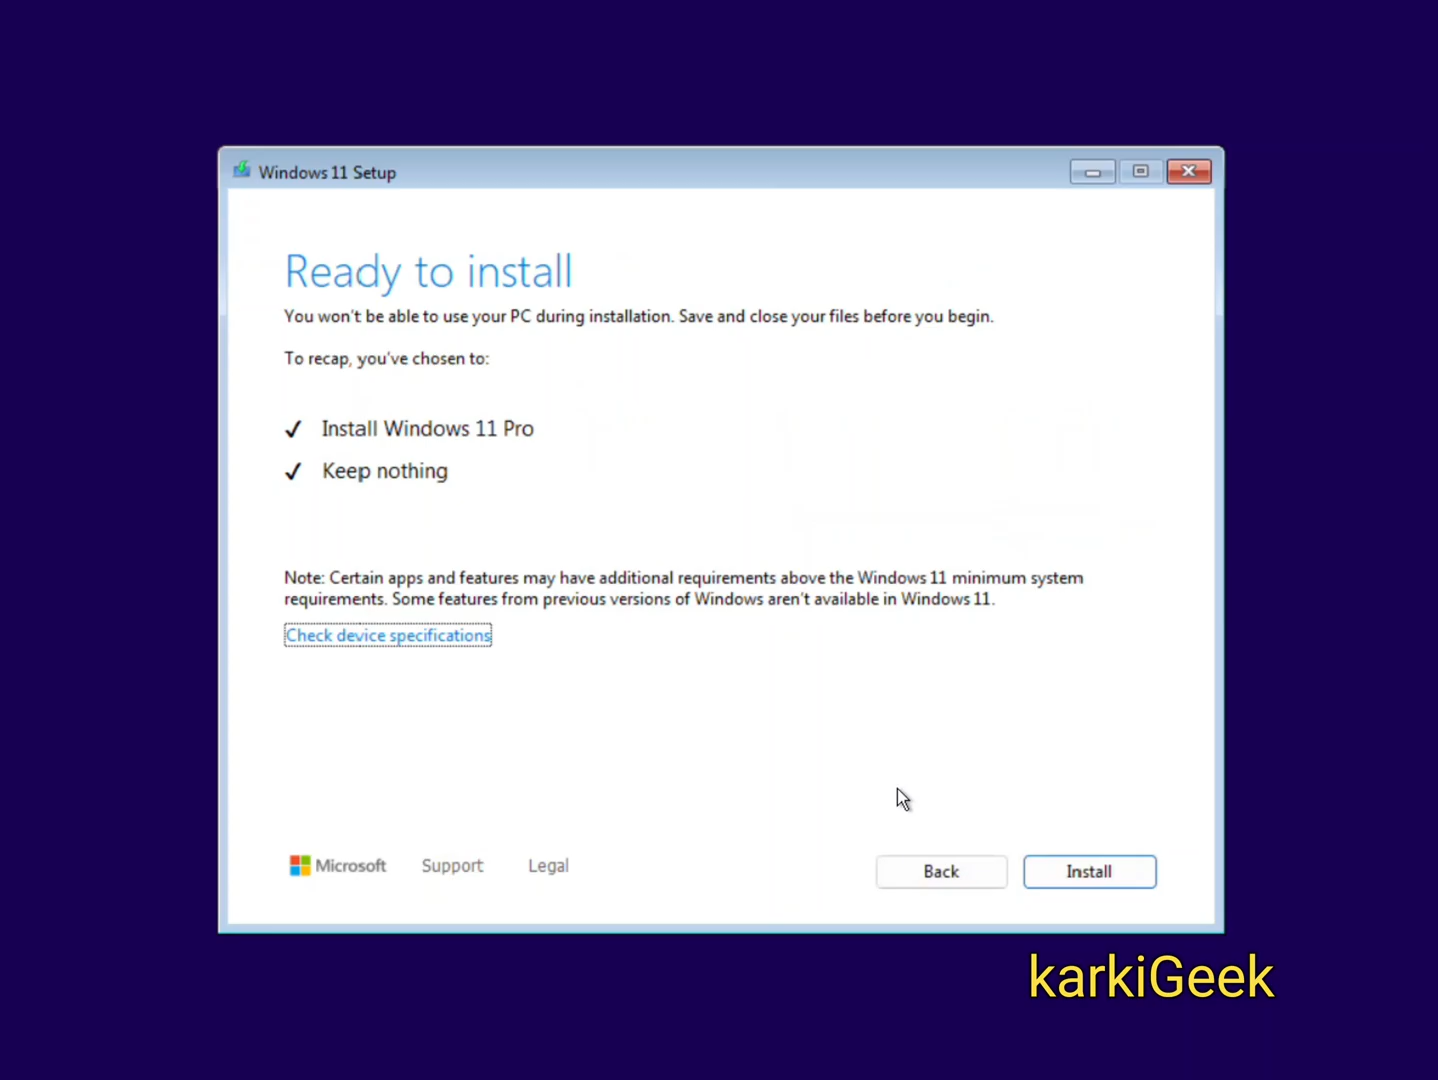 Windows 11 Setup
Ready to install
You won't be able to use your PC during installation. Save and close your files before you begin.
To recap, you've chosen to:
✓ Install Windows 11 Pro
✓ Keep nothing
Note: Certain apps and features may have additional requirements above the Windows 11 minimum system
requirements. Some features from previous versions of Windows aren't available in Windows 11.
Check device specifications
Microsoft Support Legal Back Install
karkiGeek